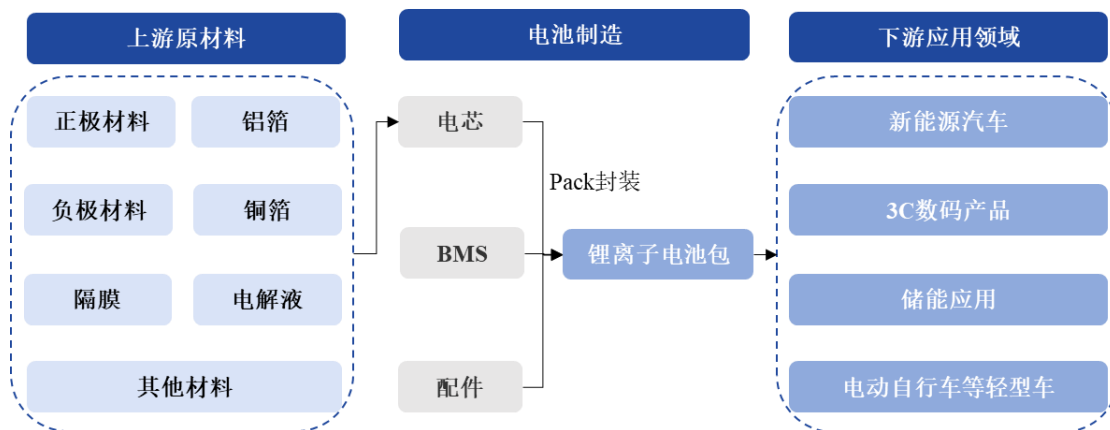 上游原材料
电池制造
下游应用领域
正极材料
铝箔
电芯
新能源汽车
Pack封装
负极材料
铜箔
3C数码产品
BMS
锂离子电池包
隔膜
电解液
储能应用
其他材料
配件
电动自行车等轻型车